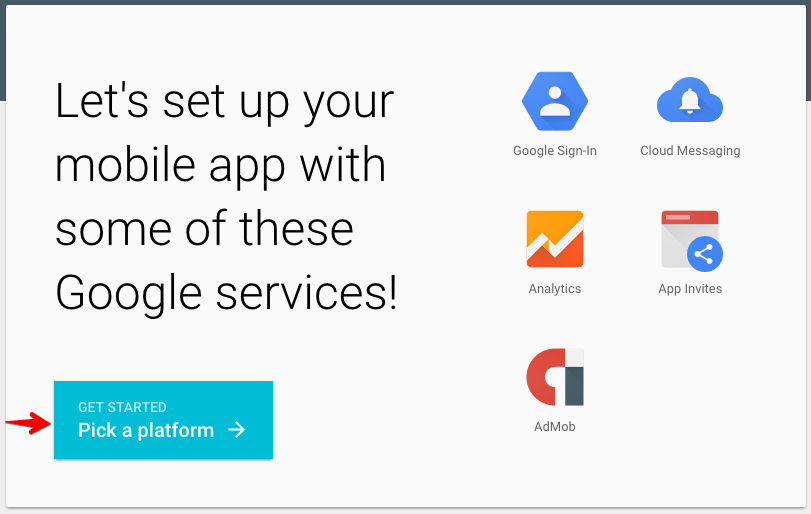 Let's set up your
mobile app with
some of these
Google services!
GET STARTED
Pick a platform
Google Sign-In
Cloud Messaging
Analytics
App Invites
AdMob